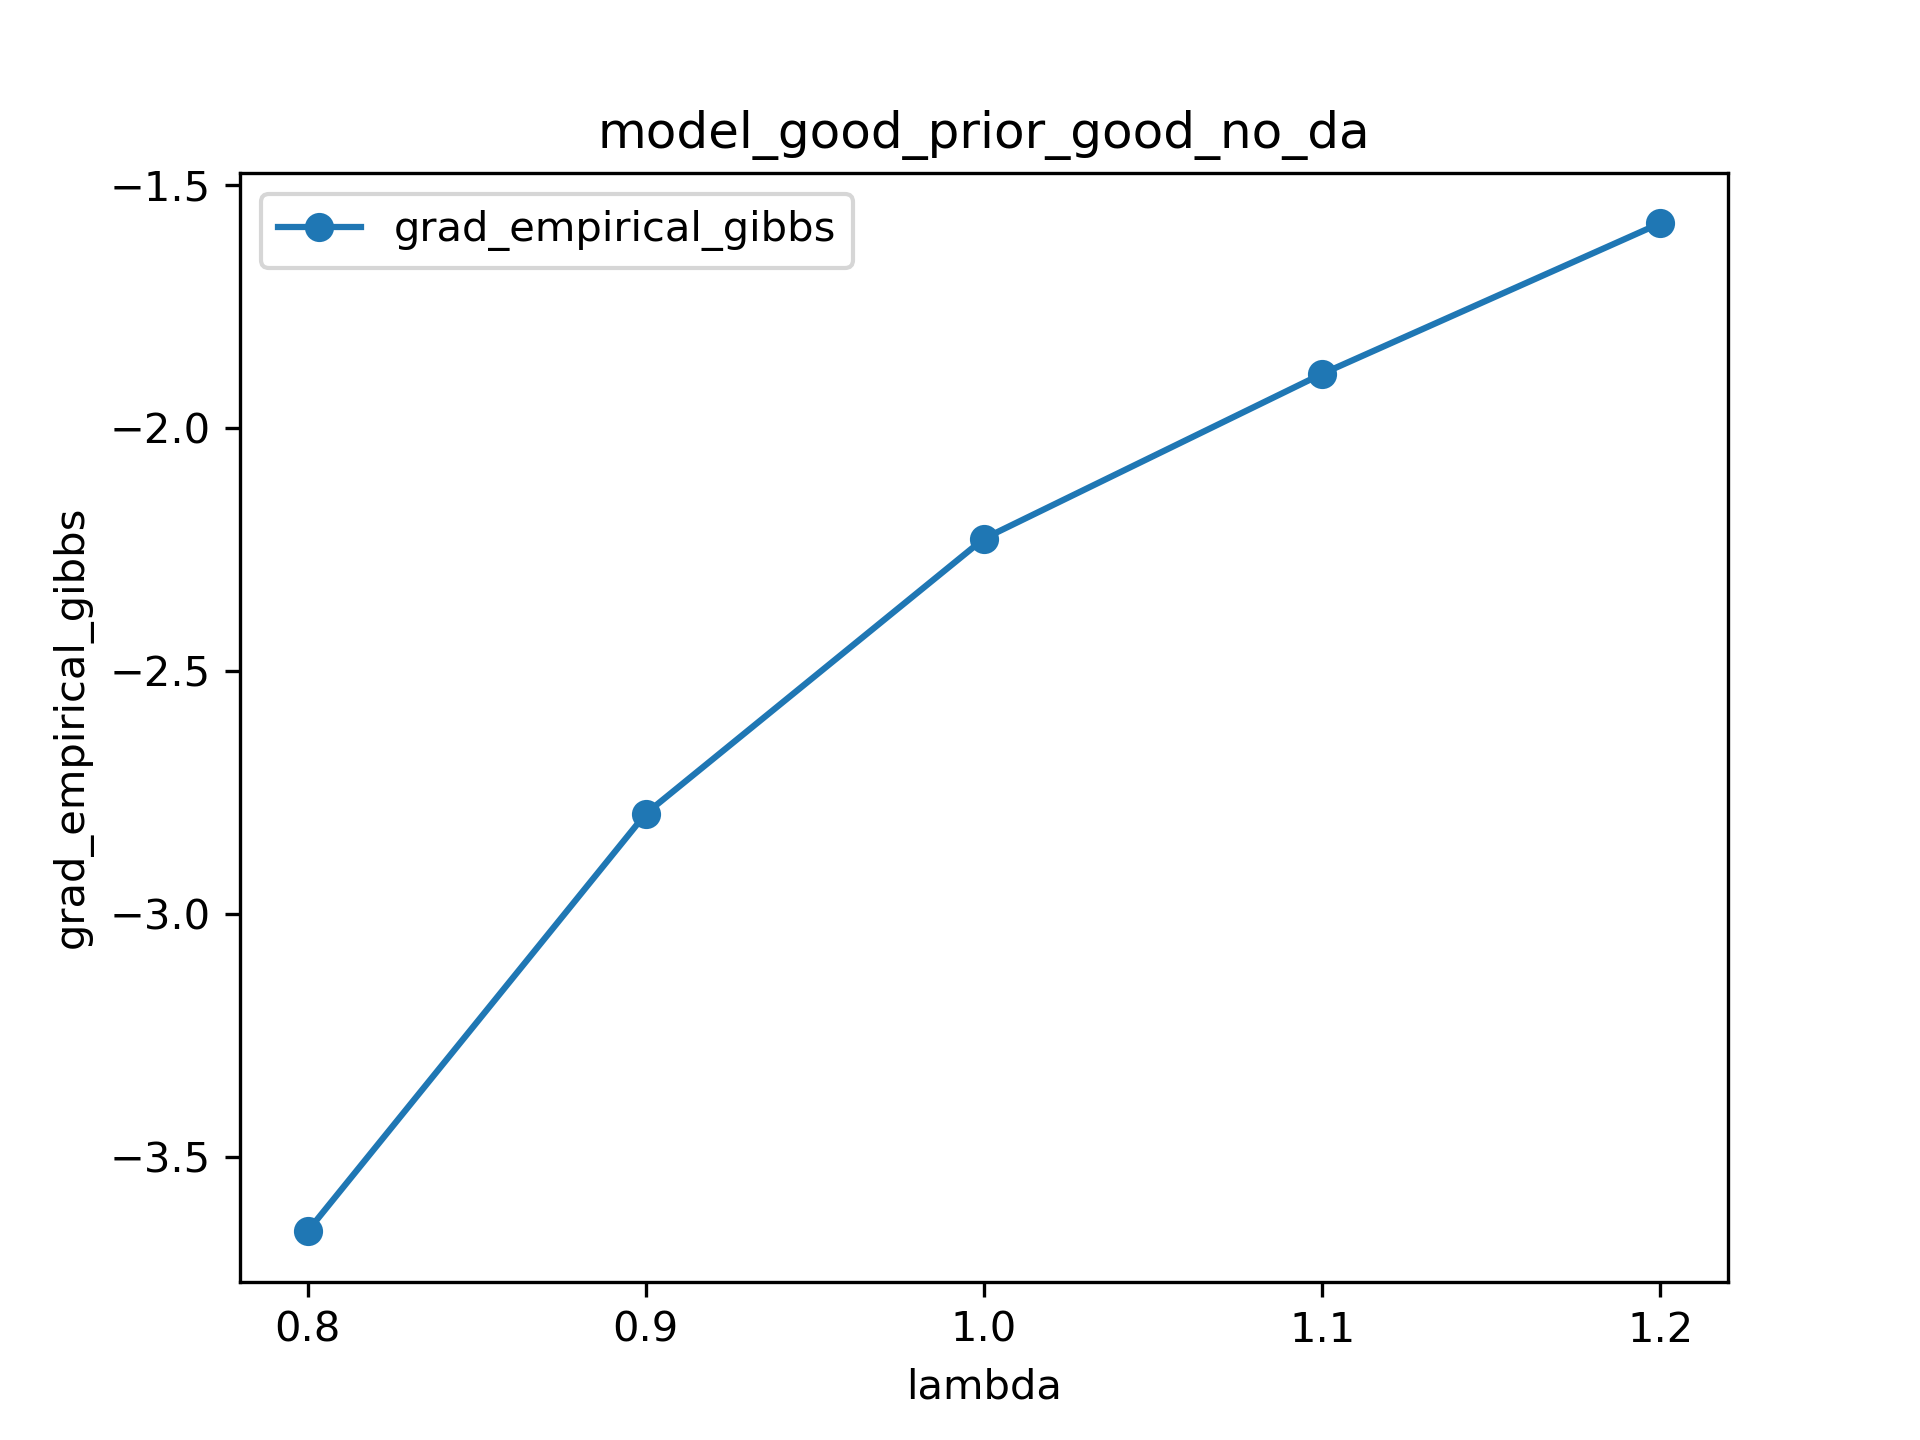 model_good_prior_good_no_da
grad_empirical_gibbs
−1.5
−2.0
−2.5
−3.0
−3.5
grad_empirical_gibbs
0.8 0.9 1.0 1.1 1.2
lambda